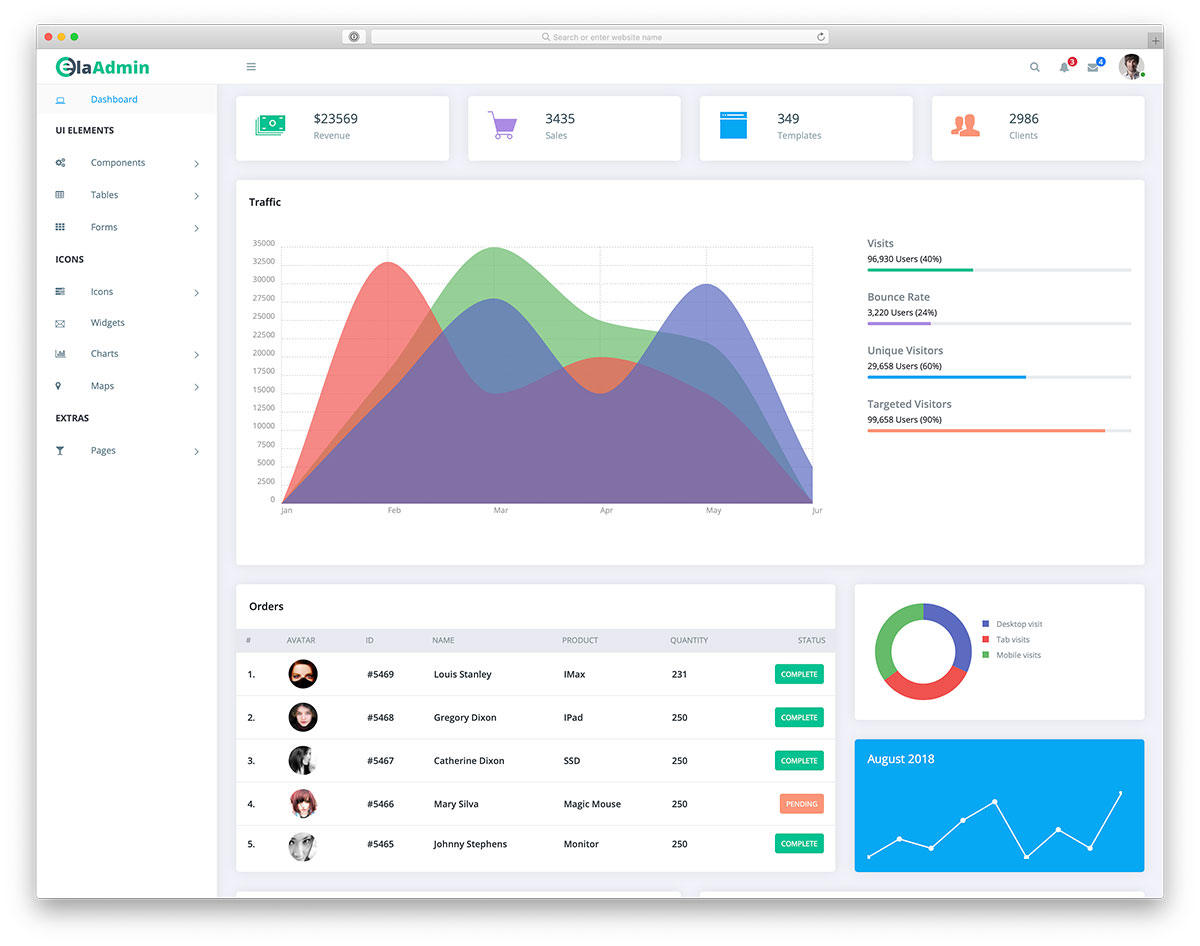 Search or enter website name
elaAdmin
3
4
Dashboard
UI ELEMENTS
Components
Tables
Forms
ICONS
Icons
Widgets
Charts
Maps
EXTRAS
Pages
$23569
Revenue
3435
Sales
349
Templates
2986
Clients
Traffic
35000
32500
30000
27500
25000
22500
20000
17500
15000
12500
10000
7500
5000
2500
0
Jan Feb Mar Apr May Jur
Visits
96,930 Users (40%)
Bounce Rate
3,220 Users (24%)
Unique Visitors
29,658 Users (60%)
Targeted Visitors
99,658 Users (90%)
Orders
# AVATAR ID NAME PRODUCT QUANTITY STATUS
1. #5469 Louis Stanley IMax 231 COMPLETE
2. #5468 Gregory Dixon IPad 250 COMPLETE
3. #5467 Catherine Dixon SSD 250 COMPLETE
4. #5466 Mary Silva Magic Mouse 250 PENDING
5. #5465 Johnny Stephens Monitor 250 COMPLETE
Desktop visit
Tab visits
Mobile visits
August 2018